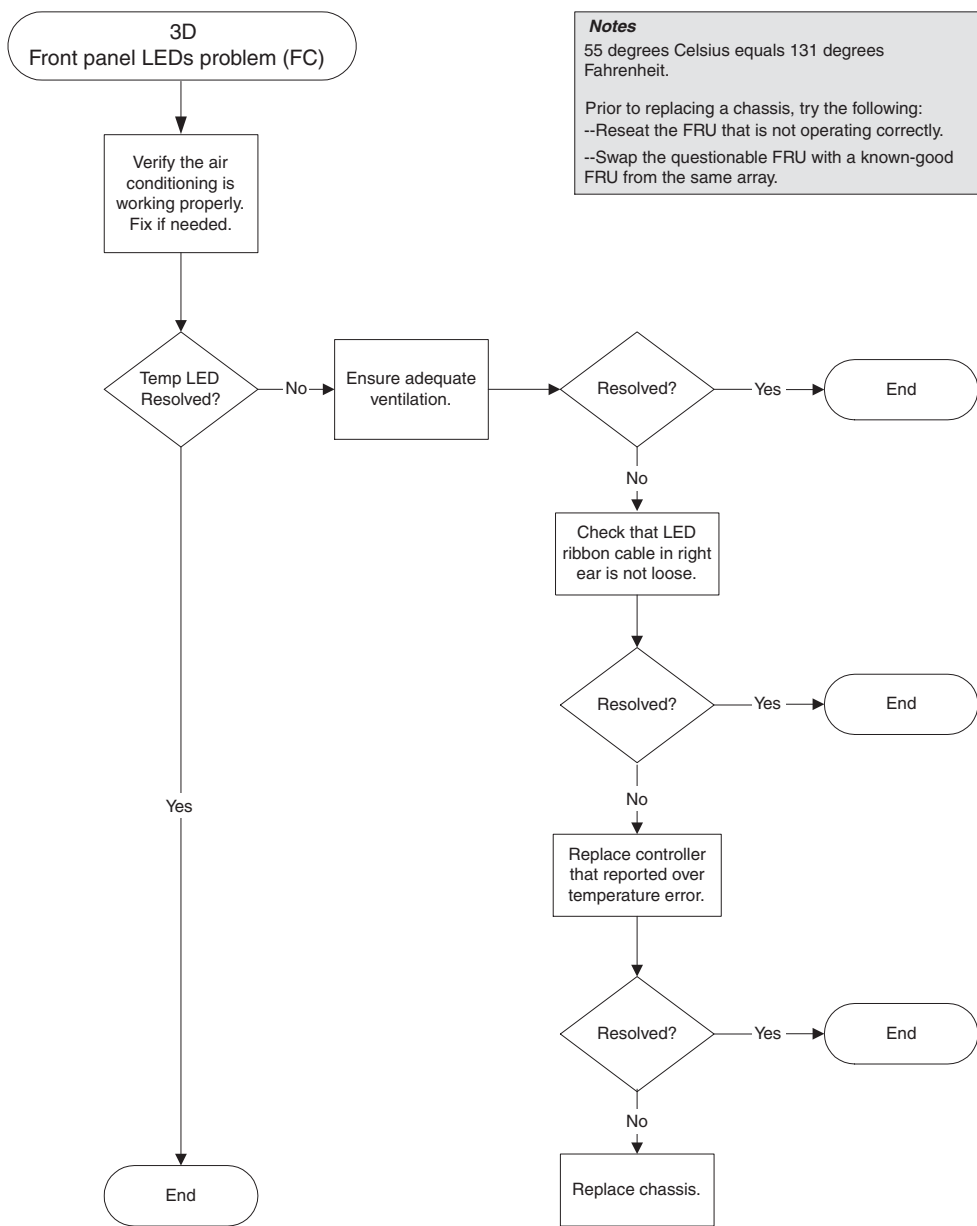 3D
Front panel LEDs problem (FC)
Notes
55 degrees Celsius equals 131 degrees
Fahrenheit.
Prior to replacing a chassis, try the following:
--Reseat the FRU that is not operating correctly.
--Swap the questionable FRU with a known-good
FRU from the same array.
Verify the air
conditioning is
working properly.
Fix if needed.
Temp LED
Resolved?
No
Ensure adequate
ventilation.
Resolved?
Yes
End
No
Check that LED
ribbon cable in right
ear is not loose.
Resolved?
Yes
End
No
Yes
Replace controller
that reported over
temperature error.
Resolved?
Yes
End
No
End
Replace chassis.